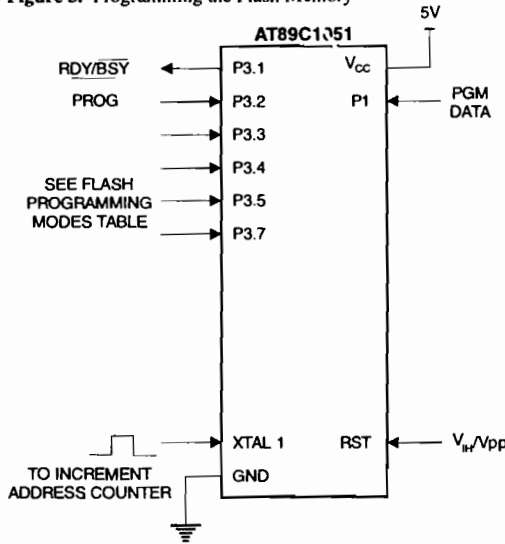 Figure 3. Programming the Flash Memory
5V
AT89C1051
RDY/BSY
P3.1
VCC
PROG
P3.2
P1
PGM
DATA
P3.3
P3.4
SEE FLASH
PROGRAMMING
MODES TABLE
P3.5
P3.7
XTAL 1
RST
VIH/Vpp
TO INCREMENT
ADDRESS COUNTER
GND